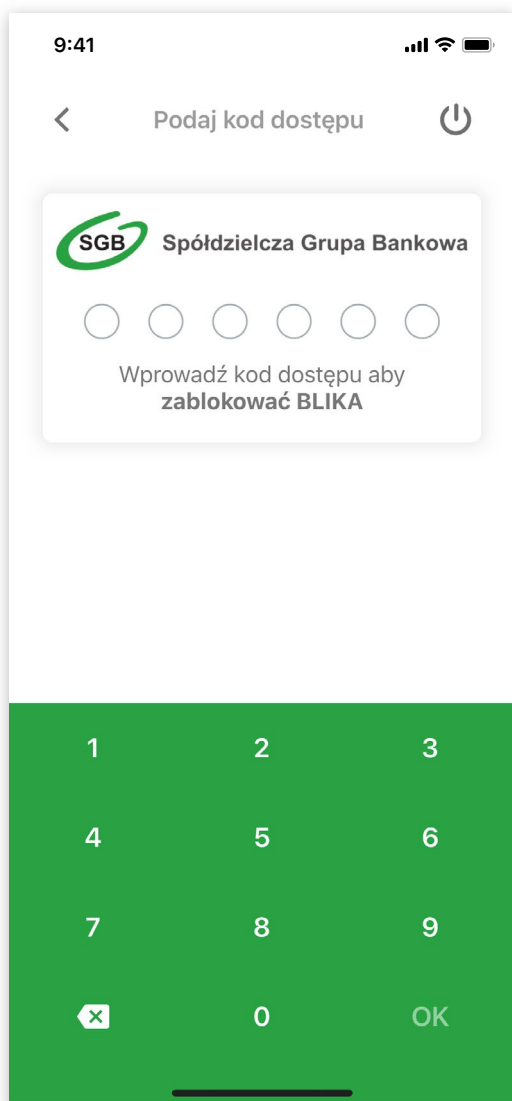 9:41
Podaj kod dostępu
SGB Spółdzielcza Grupa Bankowa
Wprowadź kod dostępu aby
zablokować BLIKA
1 2 3
4 5 6
7 8 9
0 OK